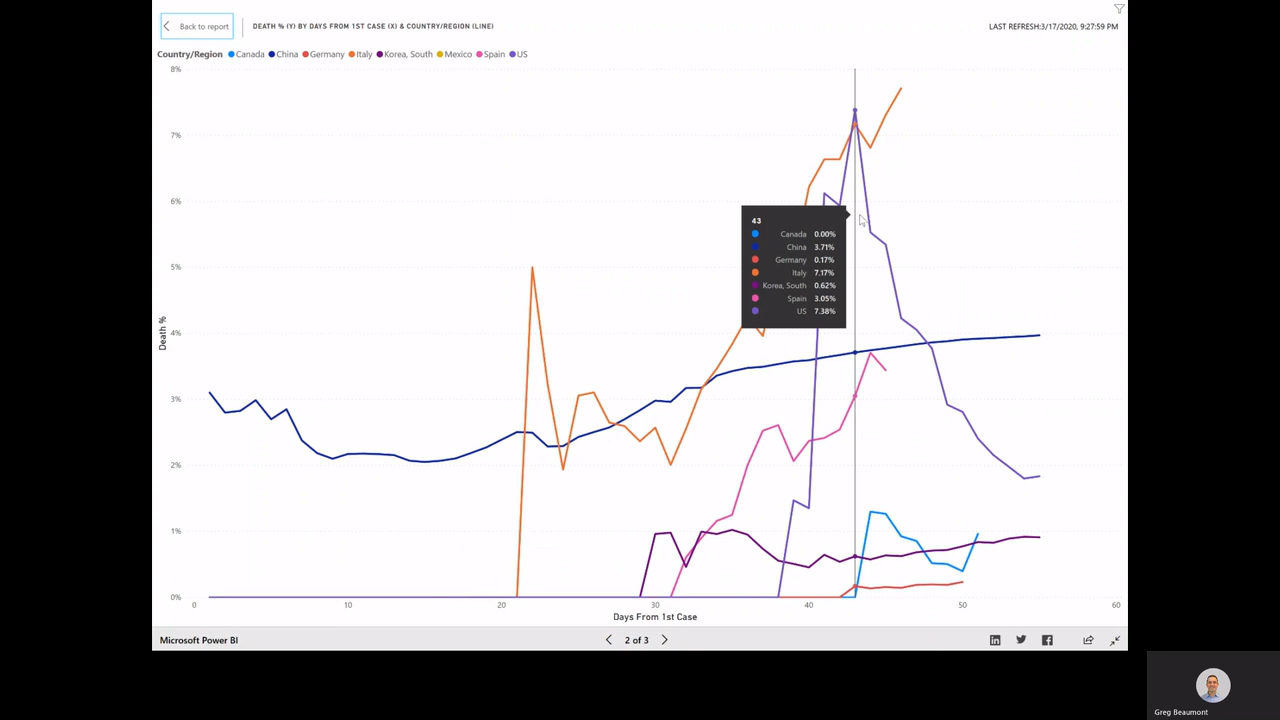 Back to report
DEATH % (Y) BY DAYS FROM 1ST CASE (X) & COUNTRY/REGION (LINE)
LAST REFRESH:3/17/2020, 9:27:59 PM
Country/Region Canada China Germany Italy Korea, South Mexico Spain US
8%
7%
6%
5%
4%
3%
2%
1%
0%
Death %
43
Canada 0.00%
China 3.71%
Germany 0.17%
Italy 7.17%
Korea, South 0.62%
Spain 3.05%
US 7.38%
0 10 20 30 40 50 60
Days From 1st Case
Microsoft Power BI
2 of 3
Greg Beaumont